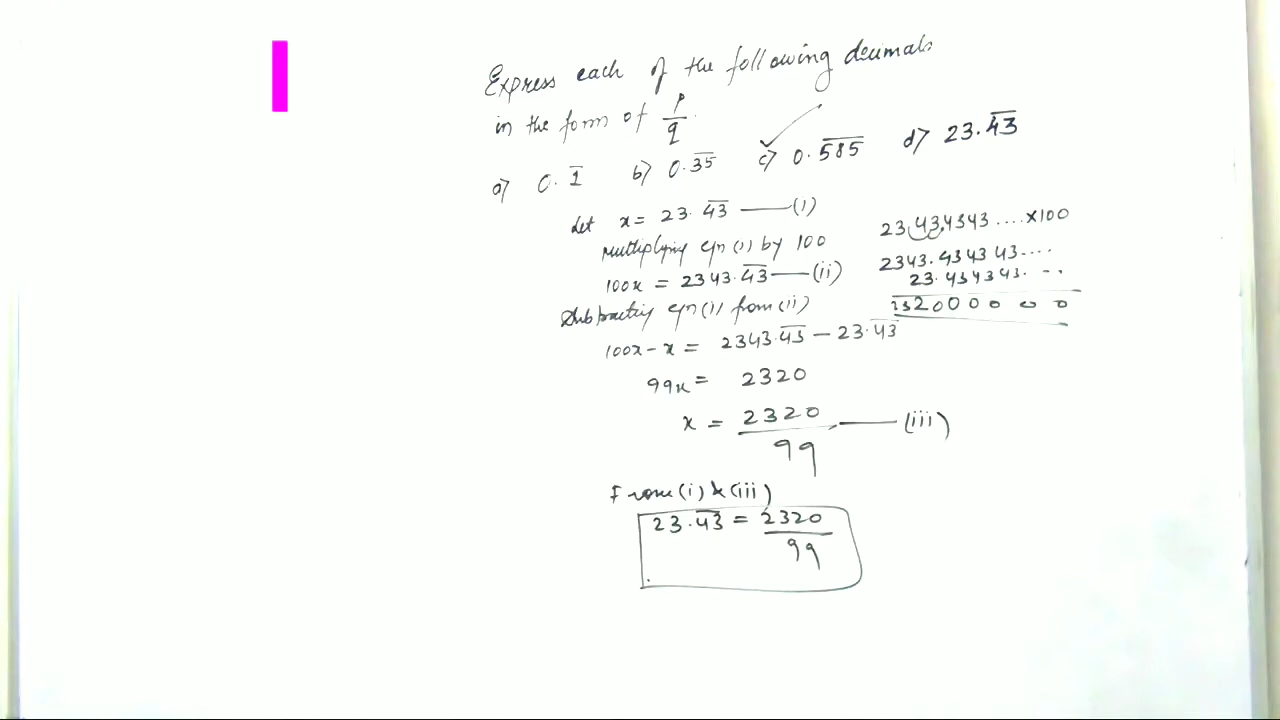 Express each of the following decimals
in the form of p/q.
a) 0.1̅ b) 0.3̅5̅ c) 0.5̅8̅5̅ d) 23.4̅3̅
Let x = 23.4̅3̅ —— (i)
Multiplying eqn (i) by 100
100x = 2343.4̅3̅ —— (ii)
Subtracting eqn (i) from (ii)
100x - x = 2343.4̅3̅ - 23.4̅3̅
99x = 2320
x = 2320/99 —— (iii)
23.434343....×100
2343.434343....
23.434343...
2320000 0 0
From (i) & (iii)
23.4̅3̅ = 2320/99